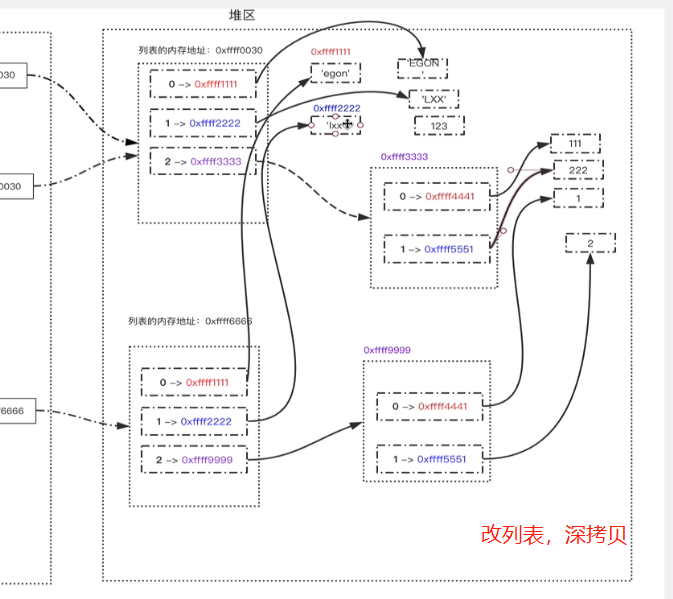 堆区
列表的内存地址：0xffff0030
0xffff1111
0 -> 0xffff1111
'egon'
'EGON'
030
0xffff2222
'LXX'
1 -> 0xffff2222
'lxx'
123
2 -> 0xffff3333
0xffff3333
111
222
0030
0 -> 0xffff4441
1
1 -> 0xffff5551
2
列表的内存地址：0xffff6666
0xffff9999
0 -> 0xffff1111
6666
1 -> 0xffff2222
0 -> 0xffff4441
2 -> 0xffff9999
1 -> 0xffff5551
改列表，深拷贝